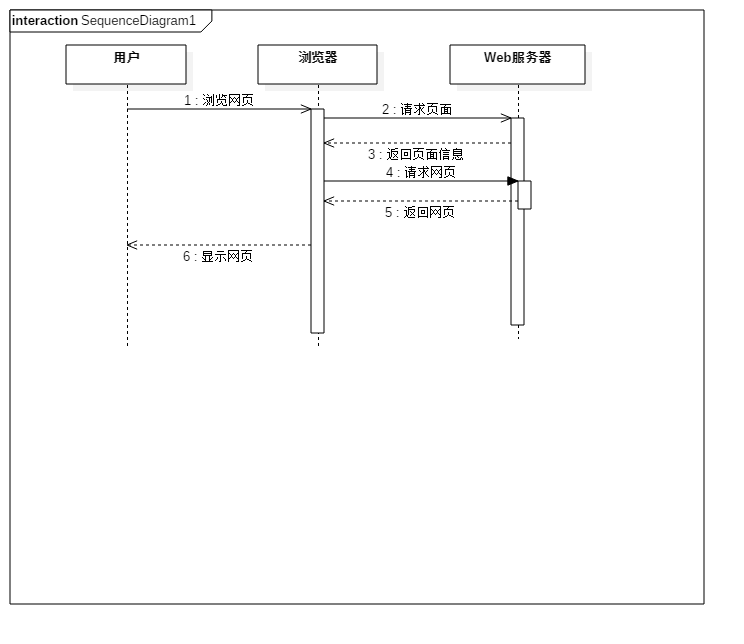 interaction SequenceDiagram1
用户
浏览器
Web服务器
1 : 浏览网页
2 : 请求页面
3 : 返回页面信息
4 : 请求网页
5 : 返回网页
6 : 显示网页